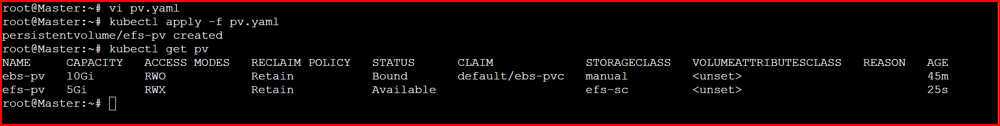 root@Master:~# vi pv.yaml
root@Master:~# kubectl apply -f pv.yaml
persistentvolume/efs-pv created
root@Master:~# kubectl get pv
NAME     CAPACITY   ACCESS MODES   RECLAIM POLICY   STATUS      CLAIM             STORAGECLASS   VOLUMEATTRIBUTESCLASS   REASON   AGE
ebs-pv   10Gi       RWO            Retain           Bound       default/ebs-pvc   manual         <unset>                          45m
efs-pv   5Gi        RWX            Retain           Available                     efs-sc         <unset>                          25s
root@Master:~#